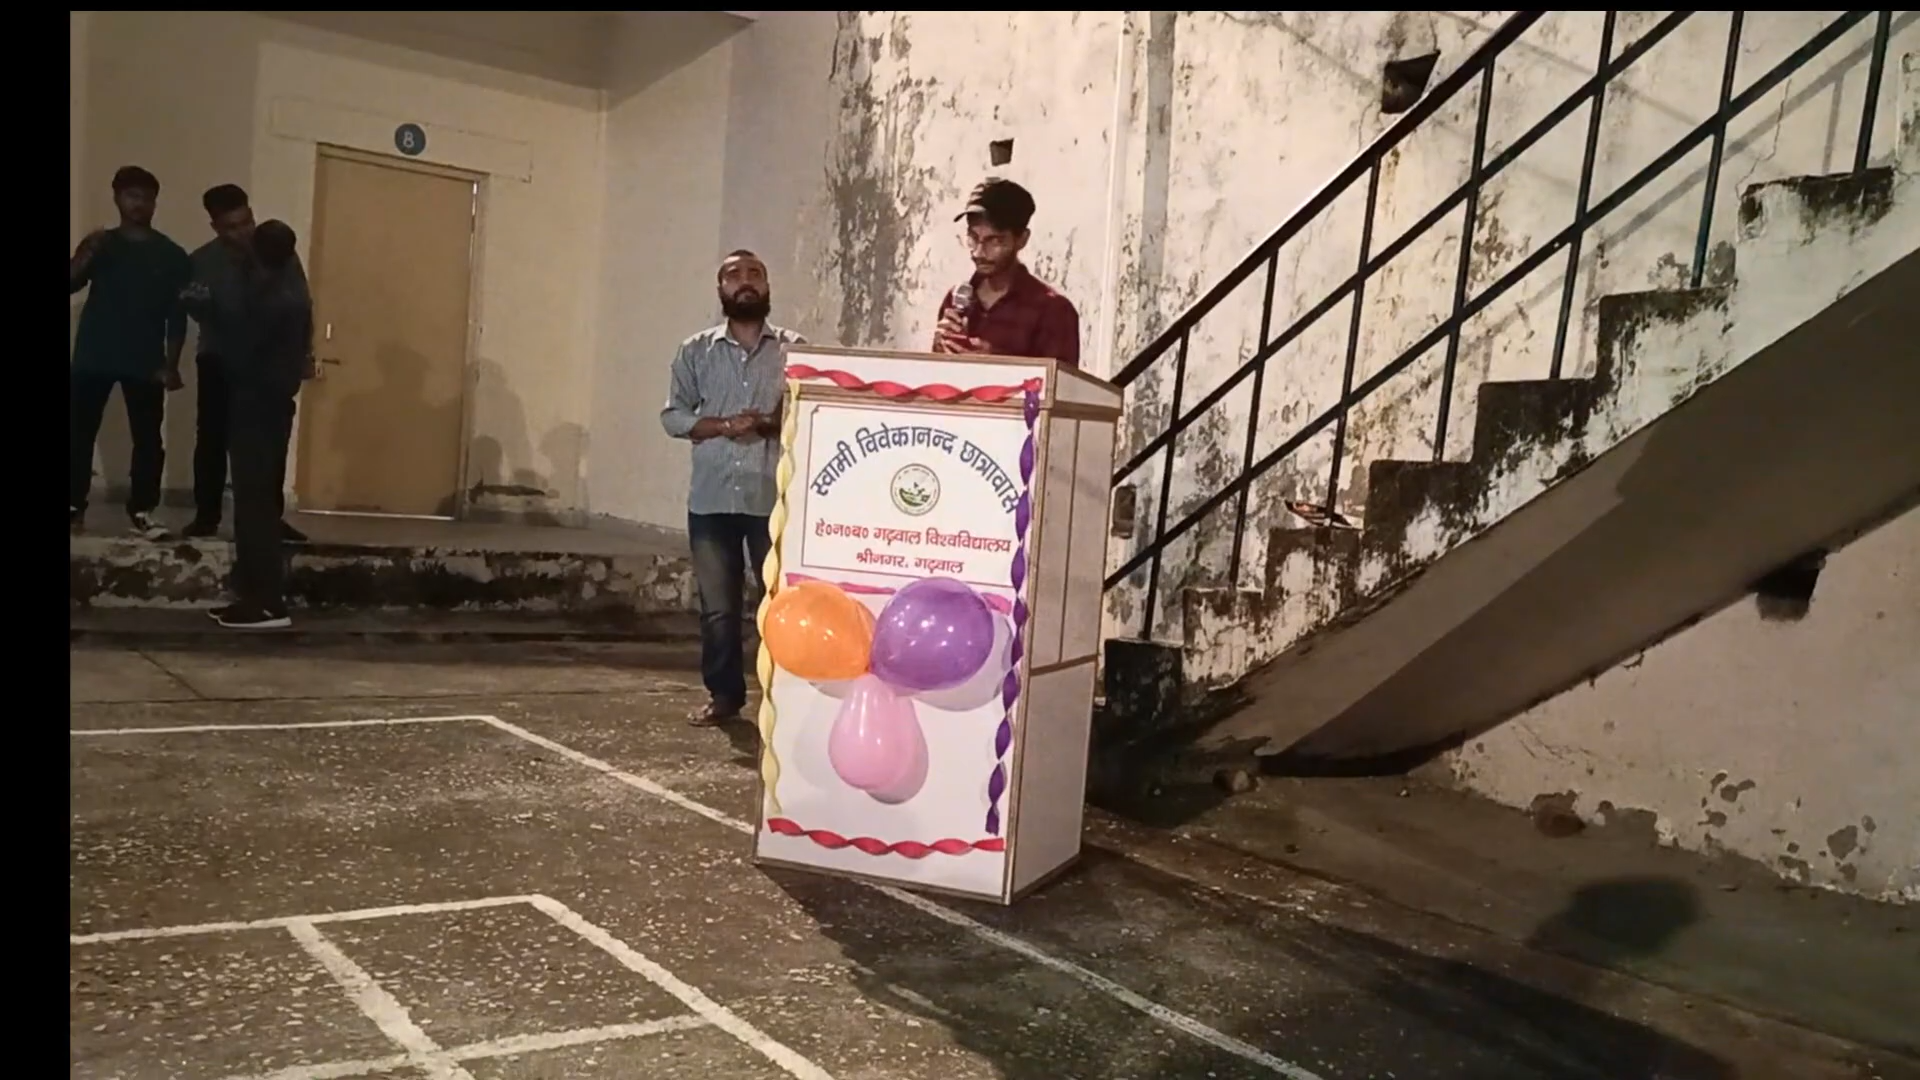 8
स्वामी विवेकानन्द छात्रावास
हे०न०ब० गढ़वाल विश्वविद्यालय
श्रीनगर, गढ़वाल